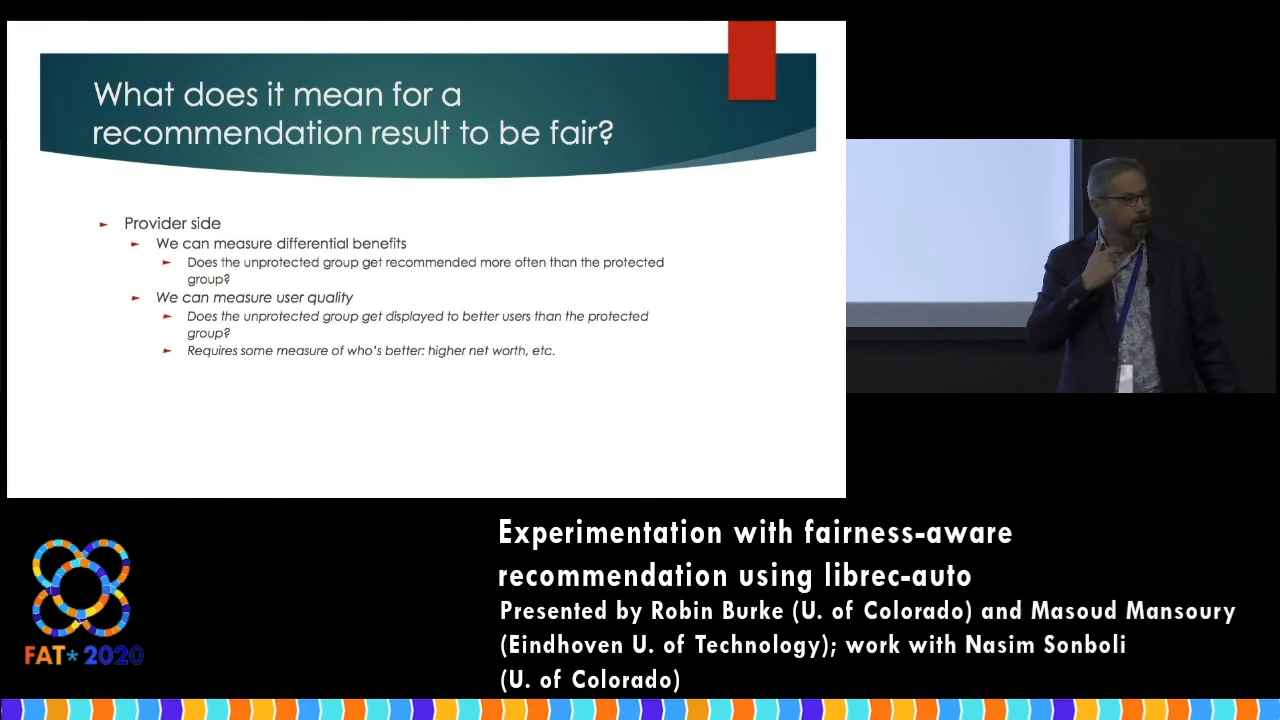 What does it mean for a
recommendation result to be fair?
► Provider side
► We can measure differential benefits
► Does the unprotected group get recommended more often than the protected
group?
► We can measure user quality
► Does the unprotected group get displayed to better users than the protected
group?
► Requires some measure of who's better: higher net worth, etc.
Experimentation with fairness-aware
recommendation using librec-auto
Presented by Robin Burke (U. of Colorado) and Masoud Mansoury
(Eindhoven U. of Technology); work with Nasim Sonboli
(U. of Colorado)
FAT* 2020